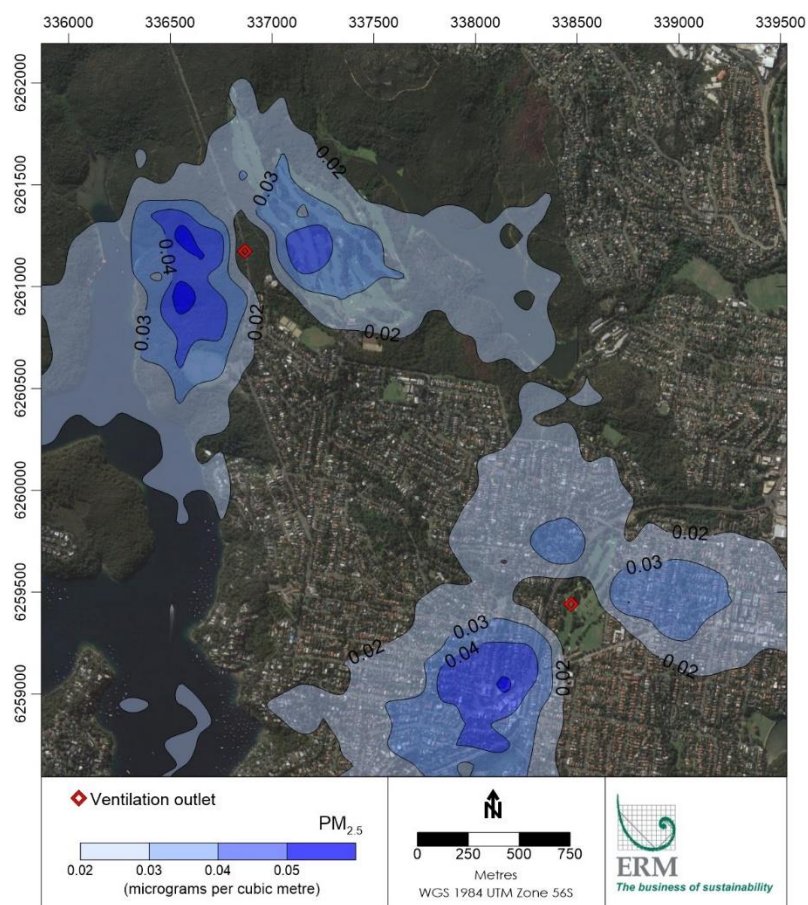 336000 336500 337000 337500 338000 338500 339000 339500
6262000
6261500
6261000
6260500
6260000
6259500
6259000
0.02
0.03
0.04
0.03
0.02
0.02
0.02
0.03
0.02
0.03
0.04
0.02
0.02
0.02
Ventilation outlet
PM2.5
0.02 0.03 0.04 0.05
(micrograms per cubic metre)
N
0 250 500 750
Metres
WGS 1984 UTM Zone 56S
ERM
The business of sustainability